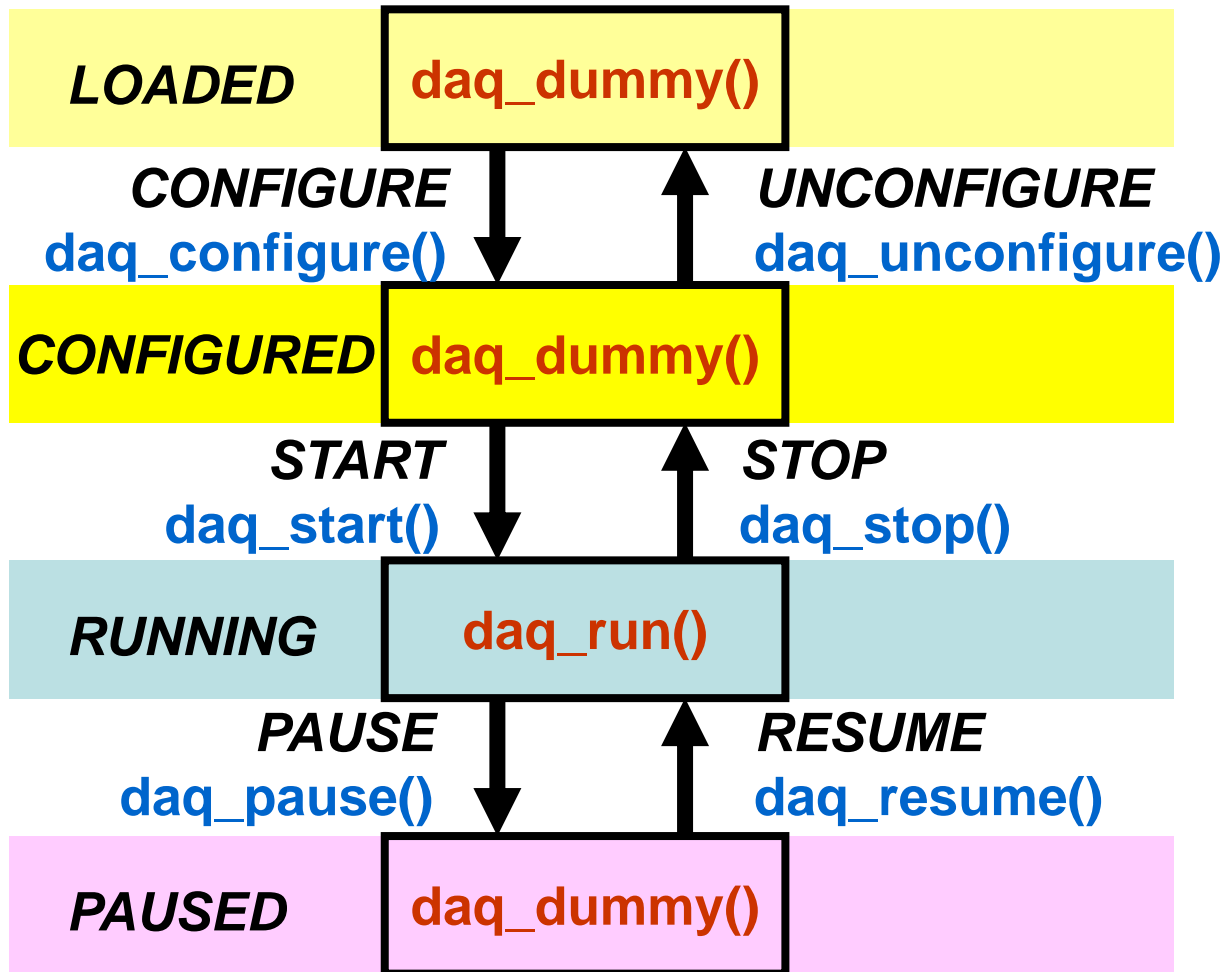 LOADED daq_dummy()
CONFIGURE UNCONFIGURE
daq_configure() daq_unconfigure()
CONFIGURED daq_dummy()
START STOP
daq_start() daq_stop()
RUNNING daq_run()
PAUSE RESUME
daq_pause() daq_resume()
PAUSED daq_dummy()